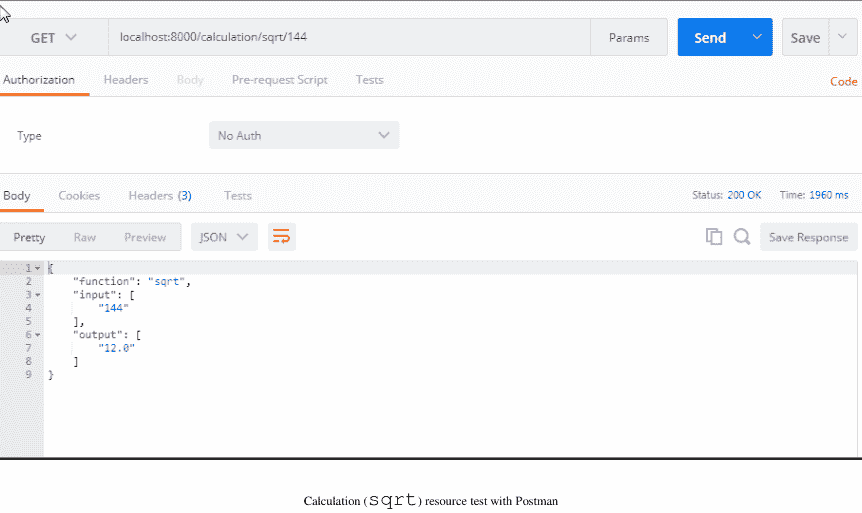 GET localhost:8000/calculation/sqrt/144 Params Send Save
Authorization Headers Body Pre-request Script Tests Code
Type No Auth
Body Cookies Headers (3) Tests Status: 200 OK Time: 1960 ms
Pretty Raw Preview JSON Save Response
1 {
2 "function": "sqrt",
3 "input": [
4 "144"
5 ],
6 "output": [
7 "12.0"
8 ]
9 }
Calculation (sqrt) resource test with Postman